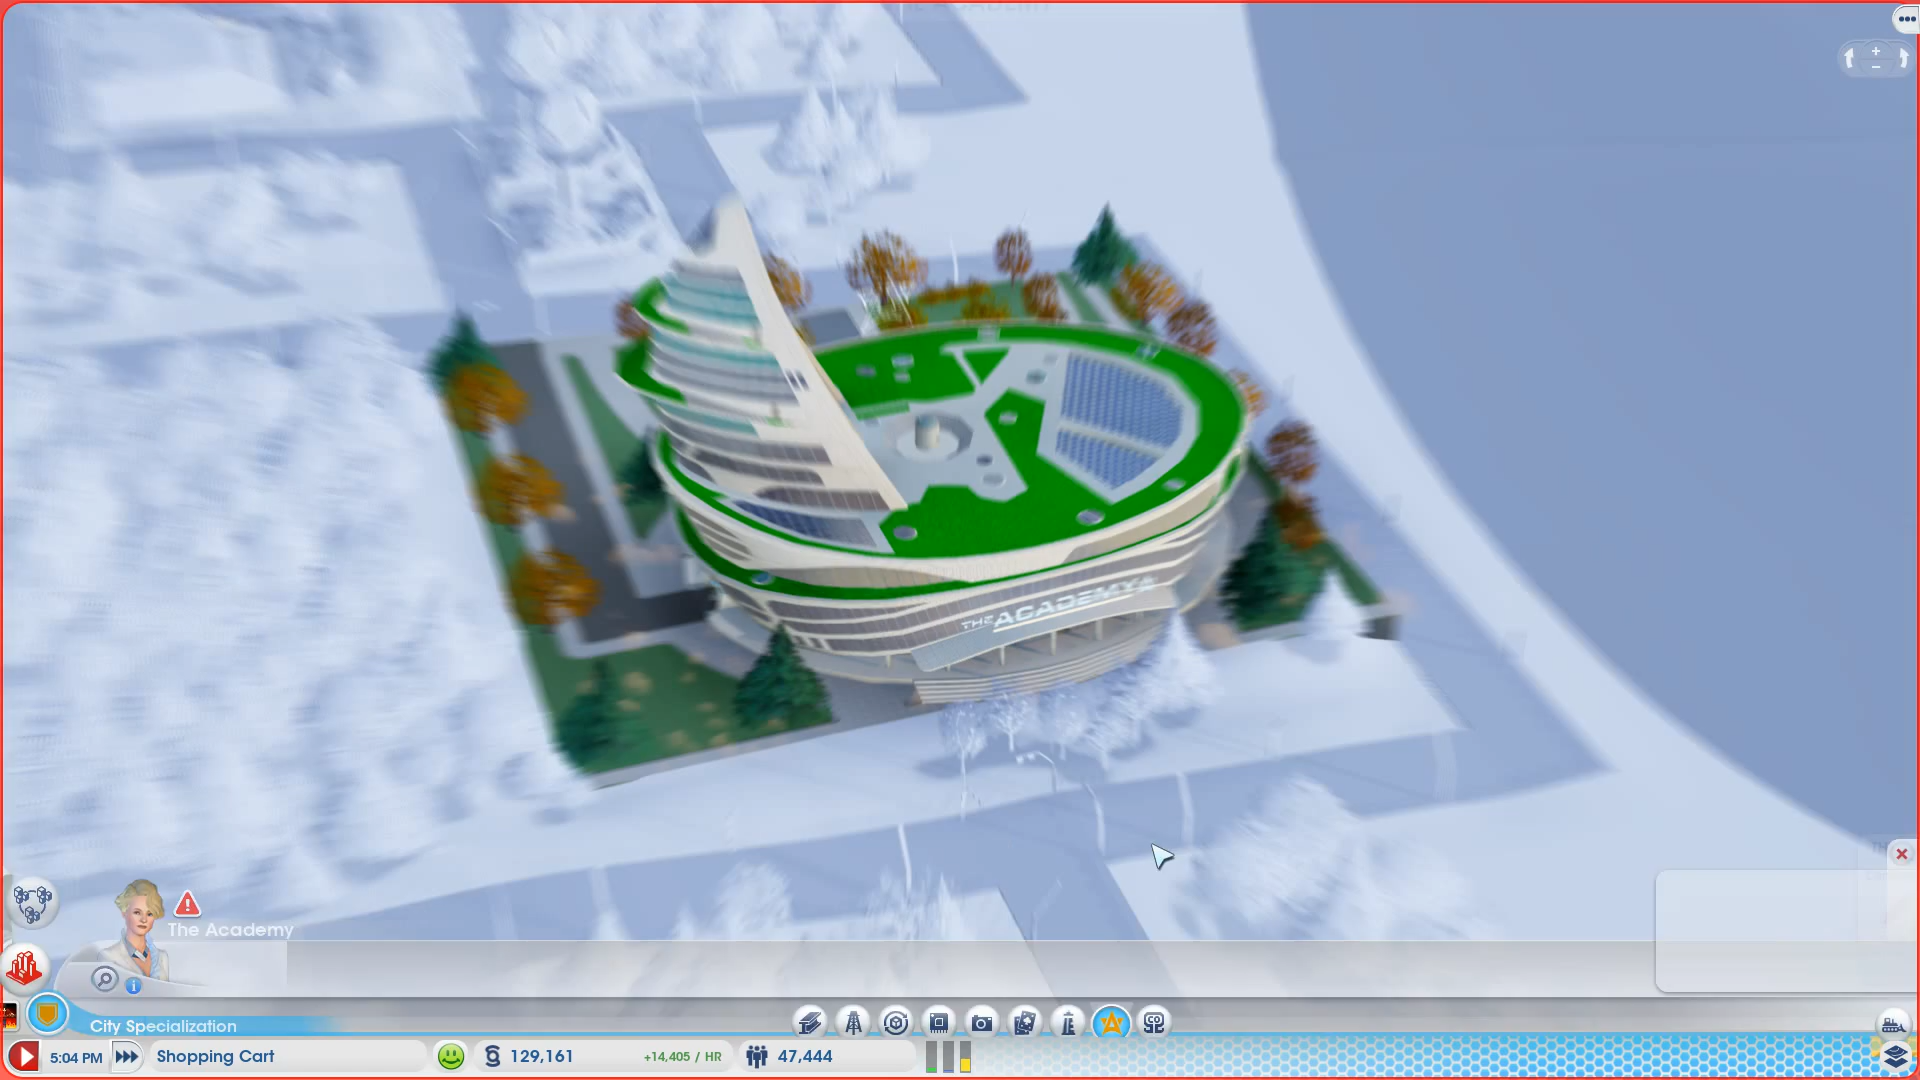 THE ACADEMY
The Academy
City Specialization
5:04 PM
Shopping Cart
129,161
+14,405 / HR
47,444